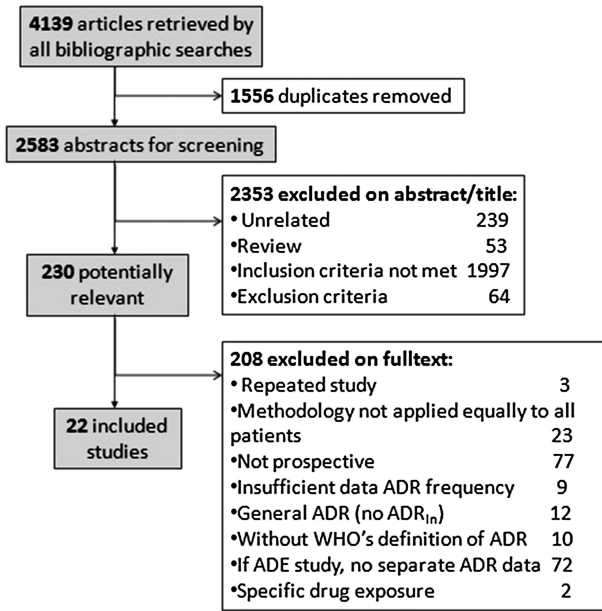 4139 articles retrieved by
all bibliographic searches
1556 duplicates removed
2583 abstracts for screening
2353 excluded on abstract/title:
• Unrelated 239
• Review 53
• Inclusion criteria not met 1997
• Exclusion criteria 64
230 potentially
relevant
208 excluded on fulltext:
• Repeated study 3
•Methodology not applied equally to all
patients 23
•Not prospective 77
•Insufficient data ADR frequency 9
•General ADR (no ADRIn) 12
•Without WHO's definition of ADR 10
•If ADE study, no separate ADR data 72
•Specific drug exposure 2
22 included
studies